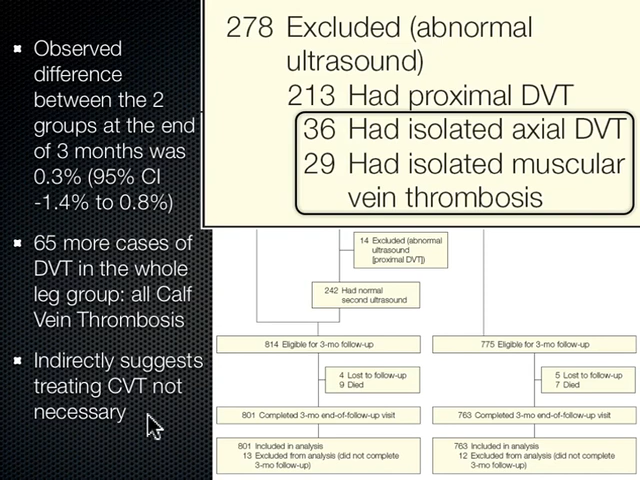 Observed
difference
between the 2
groups at the end
of 3 months was
0.3% (95% CI
-1.4% to 0.8%)
65 more cases of
DVT in the whole
leg group: all Calf
Vein Thrombosis
Indirectly suggests
treating CVT not
necessary
278 Excluded (abnormal
ultrasound)
213 Had proximal DVT
36 Had isolated axial DVT
29 Had isolated muscular
vein thrombosis
14 Excluded (abnormal
ultrasound
[proximal DVT])
242 Had normal
second ultrasound
814 Eligible for 3-mo follow-up
775 Eligible for 3-mo follow-up
4 Lost to follow-up
9 Died
5 Lost to follow-up
7 Died
801 Completed 3-mo end-of-follow-up visit
763 Completed 3-mo end-of-follow-up visit
801 Included in analysis
13 Excluded from analysis (did not complete
3-mo follow-up)
763 Included in analysis
12 Excluded from analysis (did not complete
3-mo follow-up)